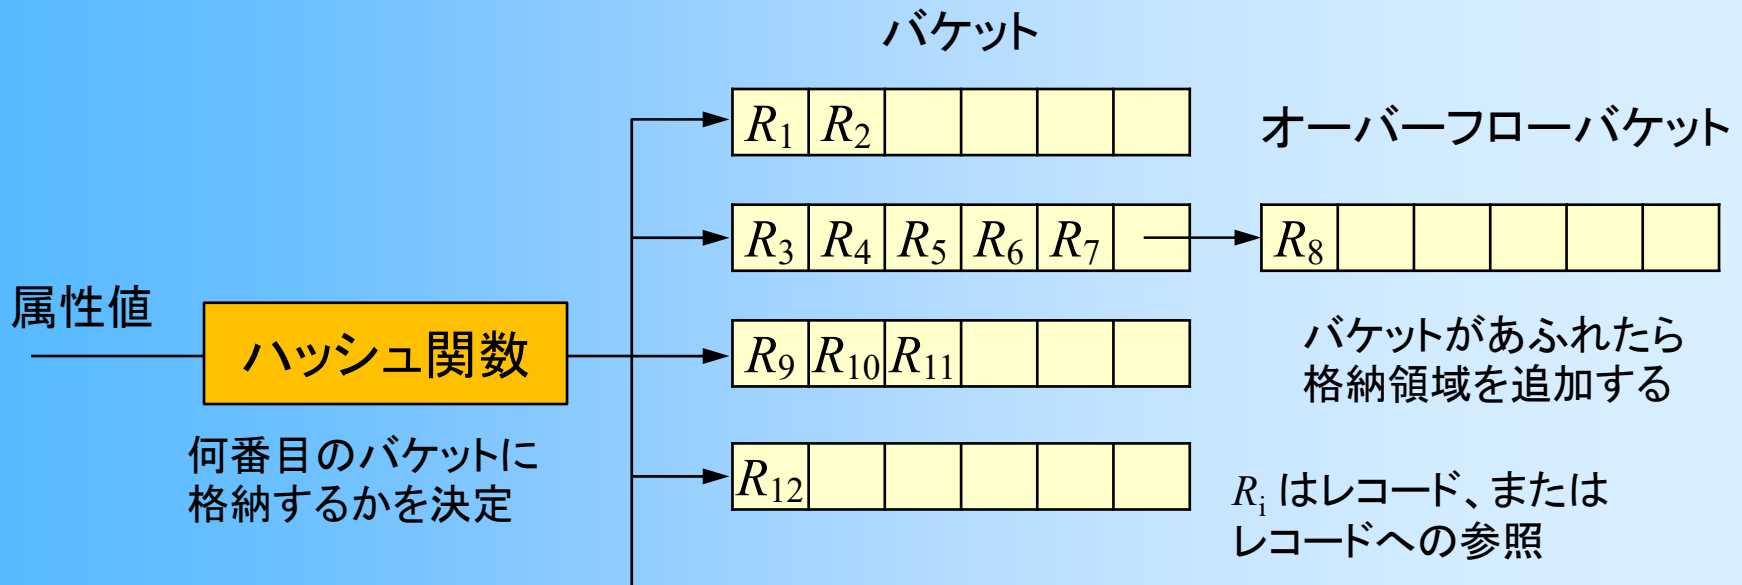 バケット
R1 R2
オーバーフローバケット
R3 R4 R5 R6 R7
R8
属性値
ハッシュ関数
R9 R10 R11
バケットがあふれたら
格納領域を追加する
何番目のバケットに
格納するかを決定
R12
Ri はレコード、または
レコードへの参照